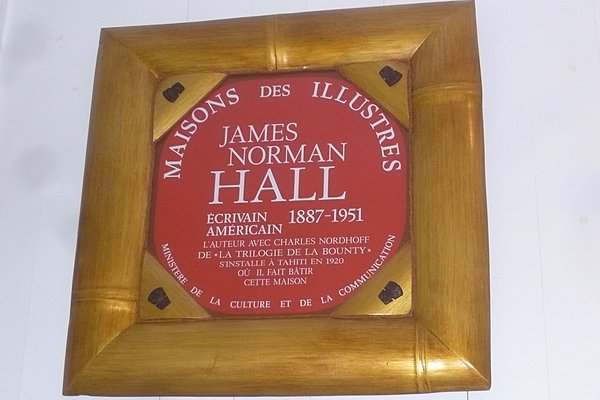 MAISONS DES ILLUSTRES
JAMES
NORMAN
HALL
ÉCRIVAIN 1887-1951
AMÉRICAIN
L'AUTEUR AVEC CHARLES NORDHOFF
DE «LA TRILOGIE DE LA BOUNTY»
S'INSTALLE À TAHITI EN 1920
OÙ IL FAIT BÂTIR
CETTE MAISON
MINISTÈRE DE LA CULTURE ET DE LA COMMUNICATION